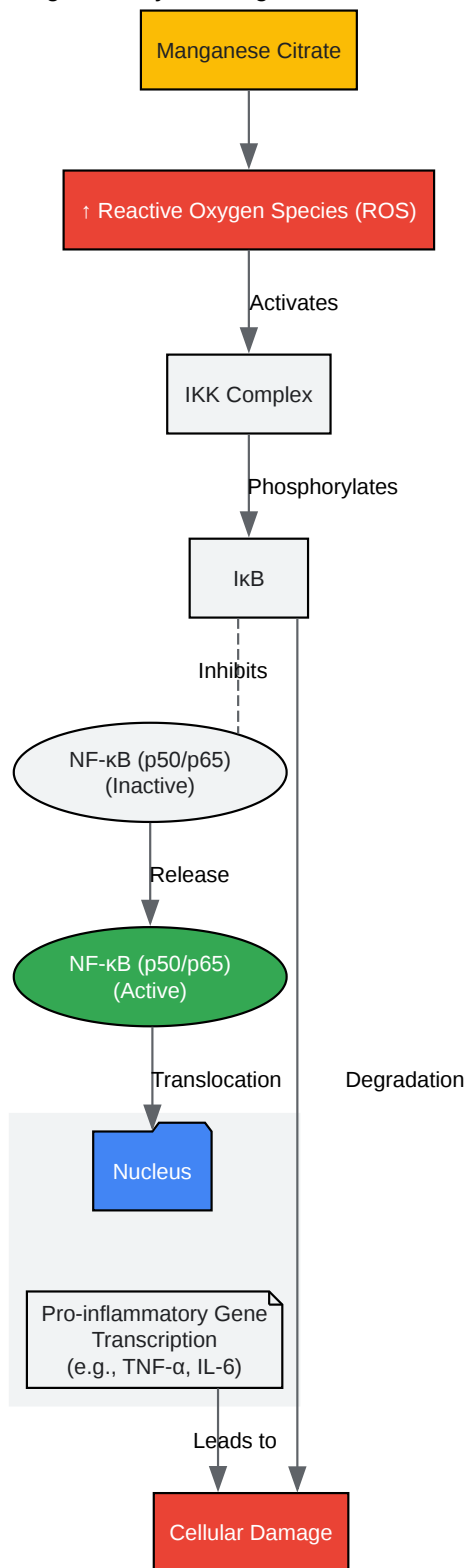 Manganese Citrate
↑ Reactive Oxygen Species (ROS)
Activates
IKK Complex
Phosphorylates
IκB
Inhibits
NF-κB (p50/p65)
(Inactive)
Release
NF-κB (p50/p65)
(Active)
Translocation
Degradation
Nucleus
Pro-inflammatory Gene
Transcription
(e.g., TNF-α, IL-6)
Leads to
Cellular Damage